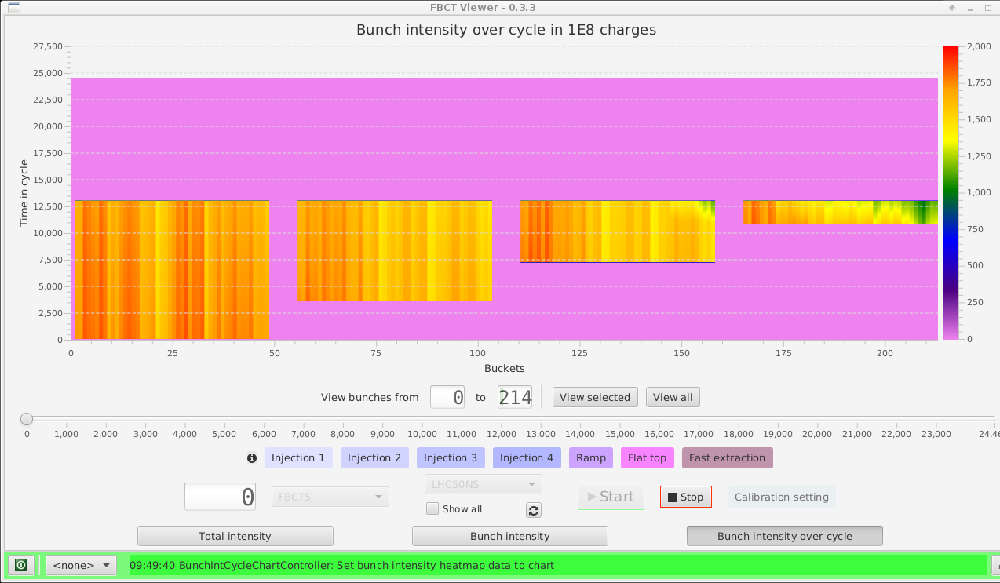 FBCT Viewer - 0.3.3
Bunch intensity over cycle in 1E8 charges
27,500
25,000
22,500
20,000
17,500
15,000
12,500
10,000
7,500
5,000
2,500
0
Time in cycle
0 25 50 75 100 125 150 175 200
Buckets
2,000
1,750
1,500
1,250
1,000
750
500
250
0
View bunches from 0 to 214 View selected View all
0 1,000 2,000 3,000 4,000 5,000 6,000 7,000 8,000 9,000 10,000 11,000 12,000 13,000 14,000 15,000 16,000 17,000 18,000 19,000 20,000 21,000 22,000 23,000 24,46
Injection 1 Injection 2 Injection 3 Injection 4 Ramp Flat top Fast extraction
0 FBCT5 LHC50NS Start Stop Calibration setting
Show all
Total intensity Bunch intensity Bunch intensity over cycle
<none> 09:49:40 BunchIntCycleChartController: Set bunch intensity heatmap data to chart